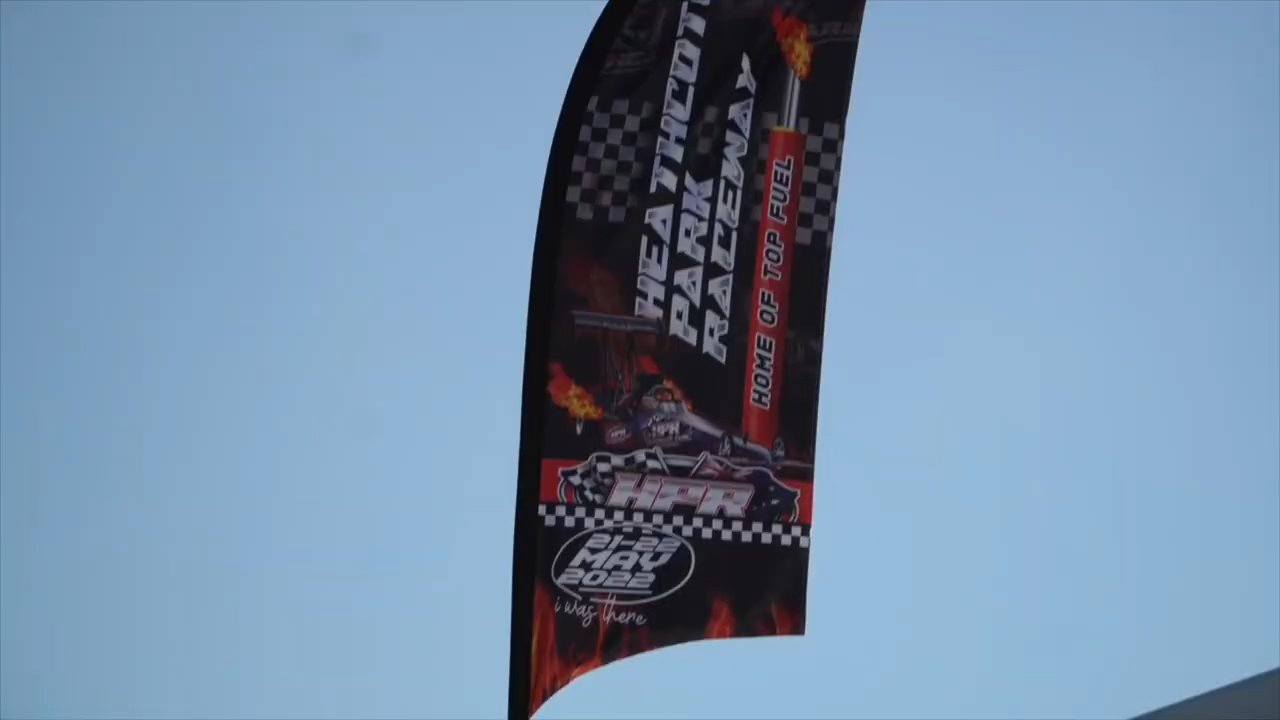 HEATHCOTE
PARK
RACEWAY
HOME OF TOP FUEL
HPR
21-22
MAY
2022
i was there